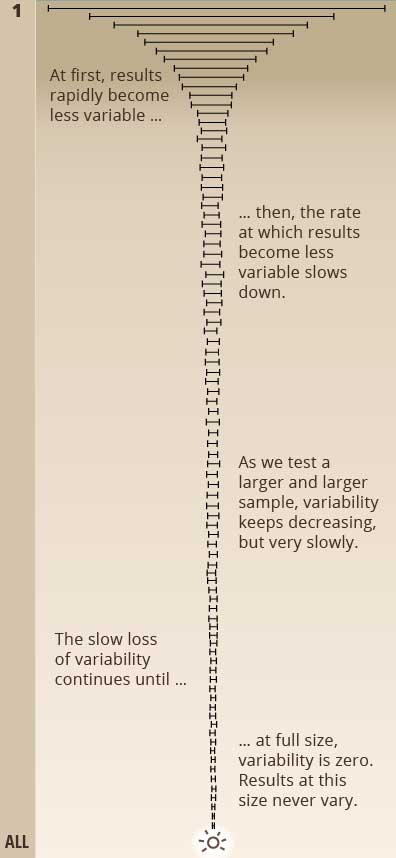 1
At first, results
rapidly become
less variable ...
... then, the rate
at which results
become less
variable slows
down.
As we test a
larger and larger
sample, variability
keeps decreasing,
but very slowly.
The slow loss
of variability
continues until ...
... at full size,
variability is zero.
Results at this
size never vary.
ALL